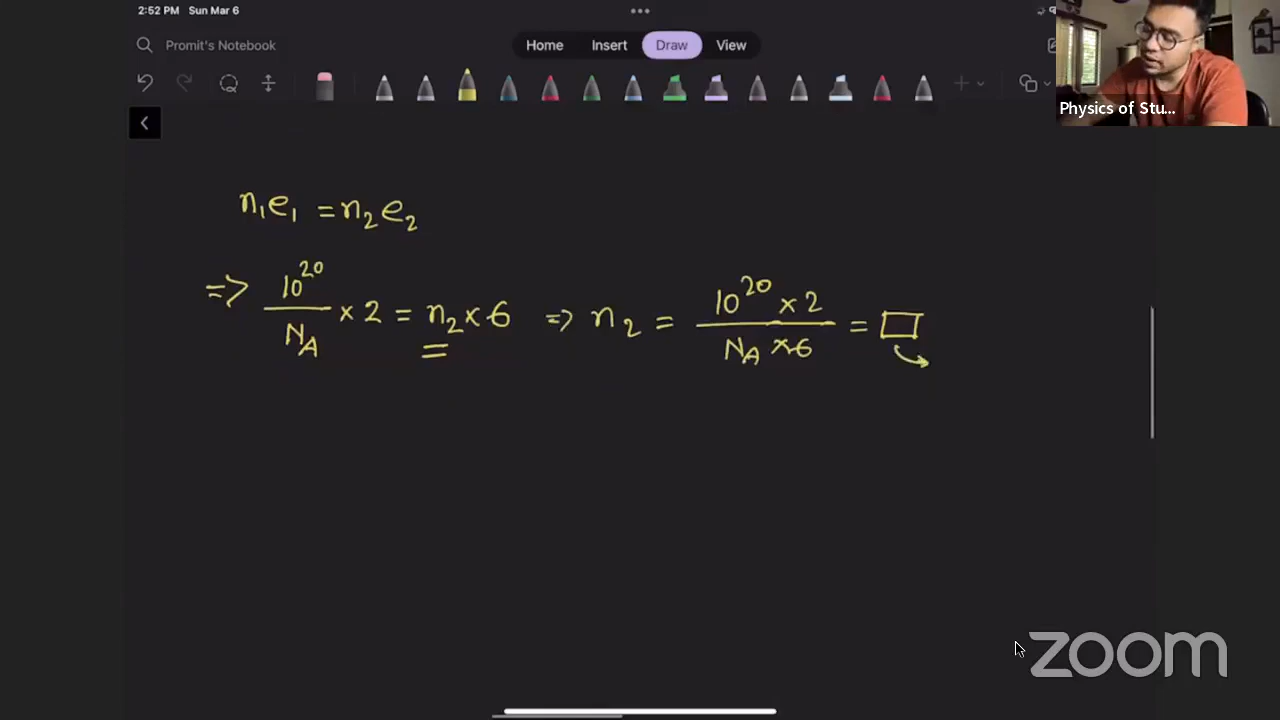 2:52 PM Sun Mar 6
Promit's Notebook
Home Insert Draw View
Physics of Stu...
n₁e₁ = n₂e₂
=> 10²⁰/N_A × 2 = n₂ × 6 => n₂ = 10²⁰ × 2 / N_A × 6 = □
zoom